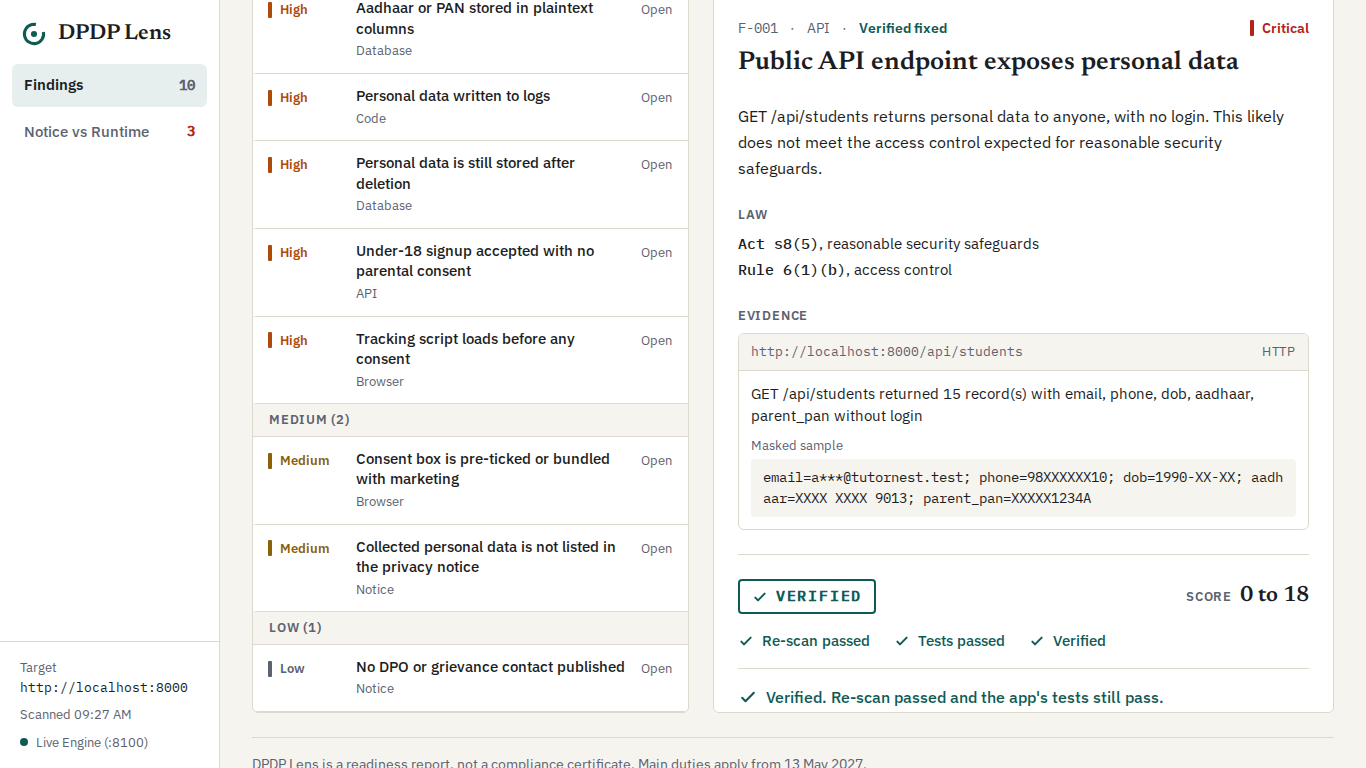 DPDP Lens
Findings 10
Notice vs Runtime 3
Target
http://localhost:8000
Scanned 09:27 AM
Live Engine (:8100)
High Aadhaar or PAN stored in plaintext Open
columns
Database
High Personal data written to logs Open
Code
High Personal data is still stored after Open
deletion
Database
High Under-18 signup accepted with no Open
parental consent
API
High Tracking script loads before any Open
consent
Browser
MEDIUM (2)
Medium Consent box is pre-ticked or bundled Open
with marketing
Browser
Medium Collected personal data is not listed in Open
the privacy notice
Notice
LOW (1)
Low No DPO or grievance contact published Open
Notice
F-001 · API · Verified fixed Critical
Public API endpoint exposes personal data
GET /api/students returns personal data to anyone, with no login. This likely
does not meet the access control expected for reasonable security
safeguards.
LAW
Act s8(5), reasonable security safeguards
Rule 6(1)(b), access control
EVIDENCE
http://localhost:8000/api/students HTTP
GET /api/students returned 15 record(s) with email, phone, dob, aadhaar,
parent_pan without login
Masked sample
email=a***@tutornest.test; phone=98XXXXXX10; dob=1990-XX-XX; aadh
aar=XXXX XXXX 9013; parent_pan=XXXXX1234A
✓ VERIFIED SCORE 0 to 18
✓ Re-scan passed ✓ Tests passed ✓ Verified
✓ Verified. Re-scan passed and the app's tests still pass.
DPDP Lens is a readiness report, not a compliance certificate. Main duties apply from 13 May 2027.